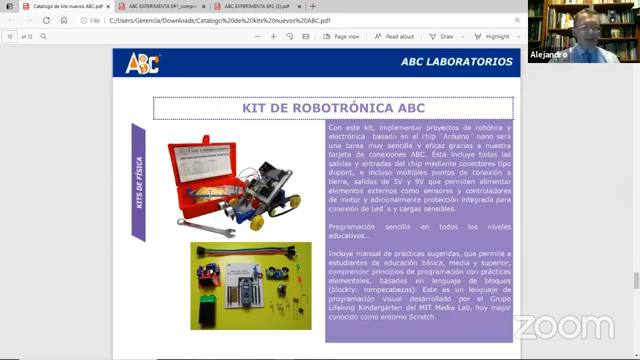 Catalogo de kits nuevos ABC.pdf
ABC EXPERIMENTA E#1_compu
ABC EXPERIMENTA E#2 (2).pdf
File
C:/Users/Gerencia/Downloads/Catalogo%20de%20kits%20nuevos%20ABC.pdf
10
of 12
Page view
Read aloud
Draw
Highlight
Alejandro
ABC
ABC LABORATORIOS
KIT DE ROBOTRÓNICA ABC
KITS DE FÍSICA
Con este kit, implementar proyectos de robótica y
electrónica basado en el chip ¨Arduino¨ nano será
una tarea muy sencilla y eficaz gracias a nuestra
tarjeta de conexiones ABC. Ésta incluye todas las
salidas y entradas del chip mediante conectores tipo
dupont, e incluso múltiples puntos de conexión a
tierra, salidas de 5V y 9V que permiten alimentar
elementos externos como sensores y controladores
de motor y adicionalmente protección integrada para
conexión de Led´s y cargas sensibles.
Programación sencilla en todos los niveles
educativos...
Incluye manual de prácticas sugeridas, que permite a
estudiantes de educación básica, media y superior,
comprender principios de programación con prácticas
elementales, basadas en lenguaje de bloques
(blockly: rompecabezas). Este es un lenguaje de
programación visual desarrollado por el Grupo
Lifelong Kindergarten del MIT Media Lab, hoy mejor
conocido como entorno Scratch.
zoom